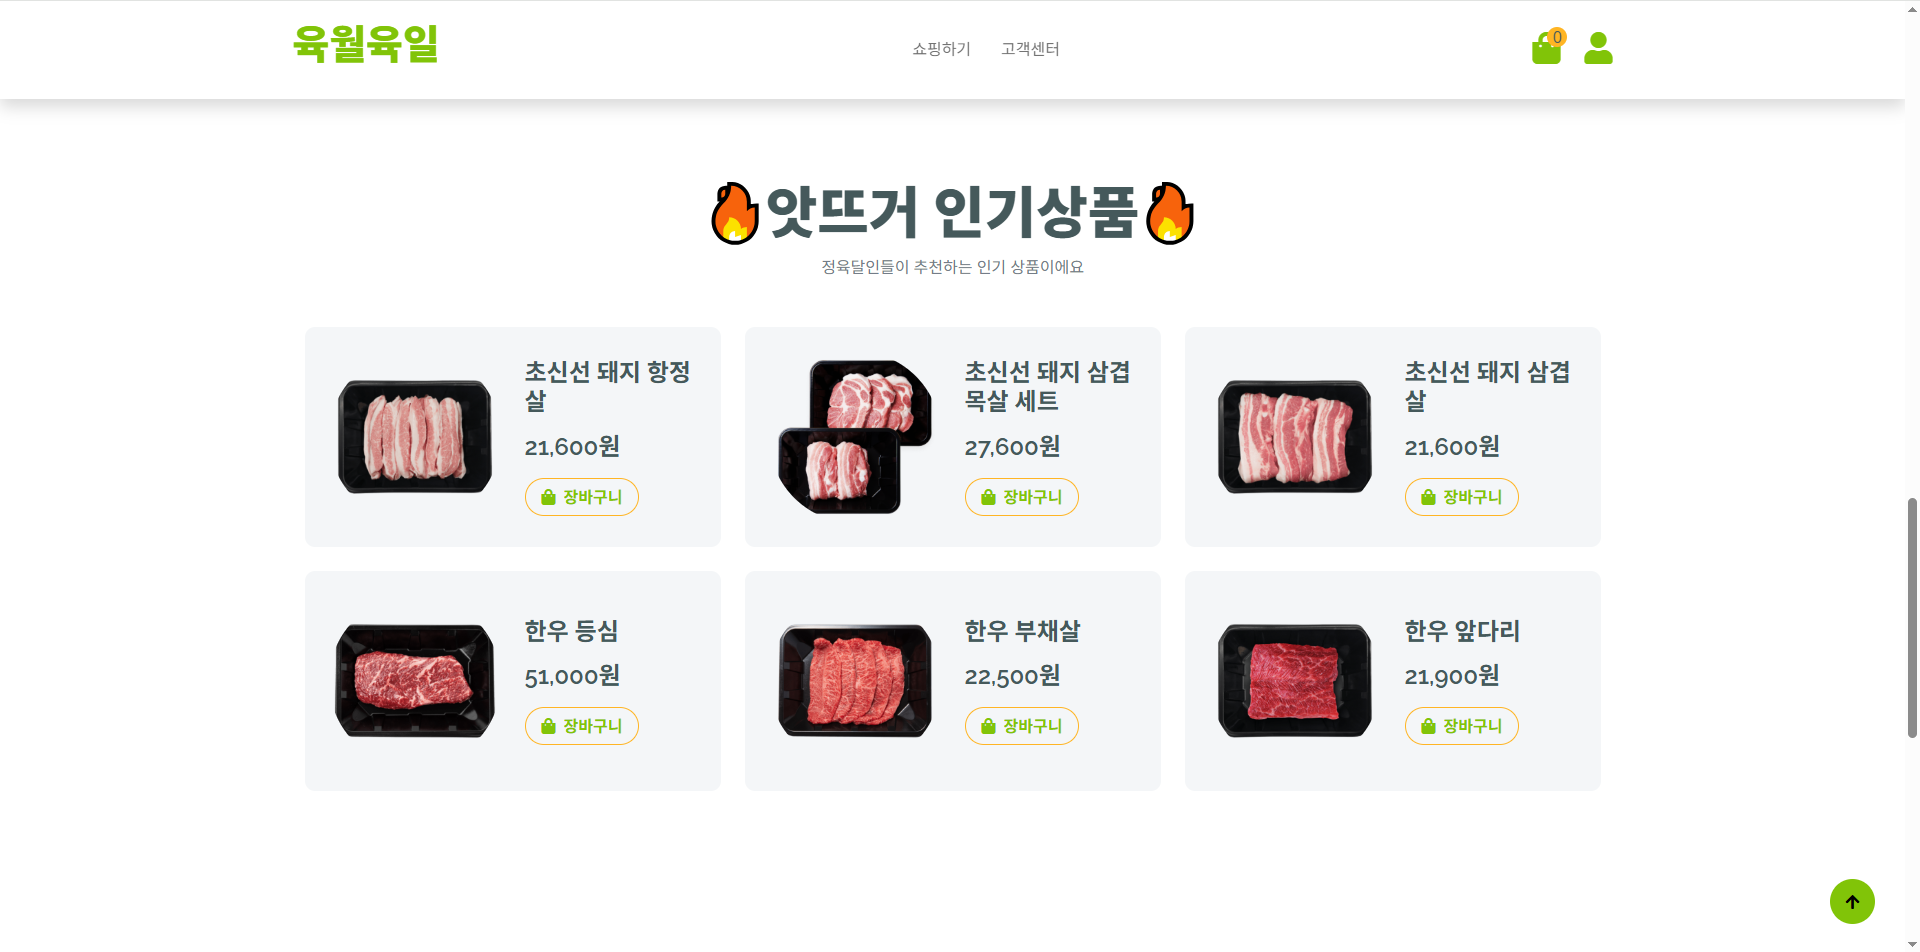 육월육일
쇼핑하기
고객센터
0
🔥앗뜨거 인기상품🔥
정육달인들이 추천하는 인기 상품이에요
초신선 돼지 항정
살
21,600원
장바구니
초신선 돼지 삼겹
목살 세트
27,600원
장바구니
초신선 돼지 삼겹
살
21,600원
장바구니
한우 등심
51,000원
장바구니
한우 부채살
22,500원
장바구니
한우 앞다리
21,900원
장바구니